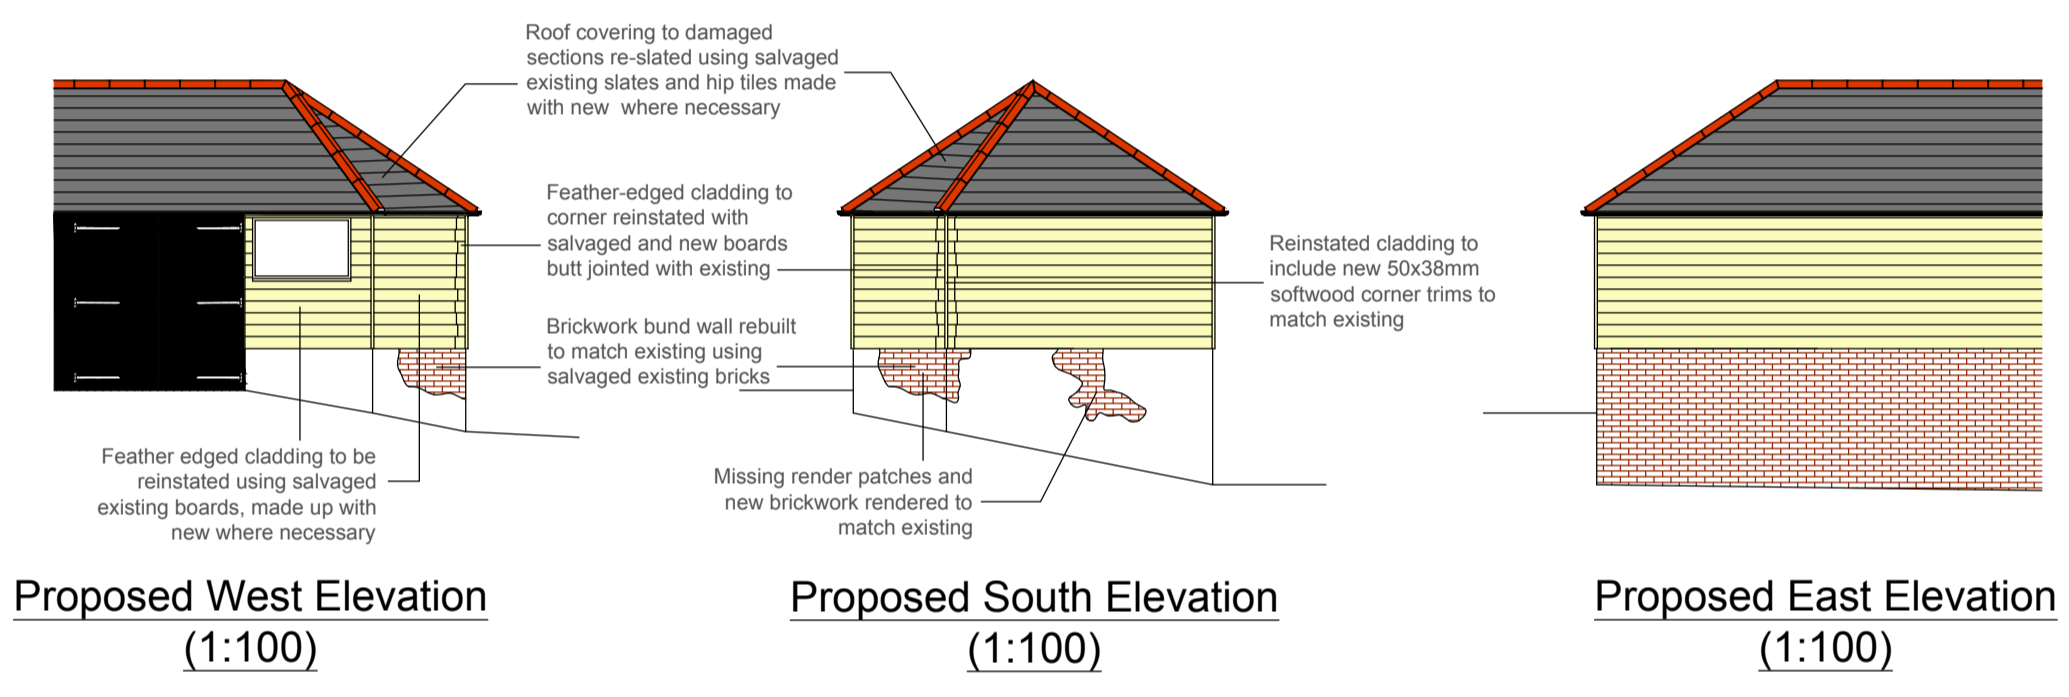 Roof covering to damaged
sections re-slated using salvaged
existing slates and hip tiles made
with new where necessary
Feather-edged cladding to
corner reinstated with
salvaged and new boards
butt jointed with existing
Reinstated cladding to
include new 50x38mm
softwood corner trims to
match existing
Brickwork bund wall rebuilt
to match existing using
salvaged existing bricks
Feather edged cladding to be
reinstated using salvaged
existing boards, made up with
new where necessary
Missing render patches and
new brickwork rendered to
match existing
Proposed West Elevation
(1:100)
Proposed South Elevation
(1:100)
Proposed East Elevation
(1:100)